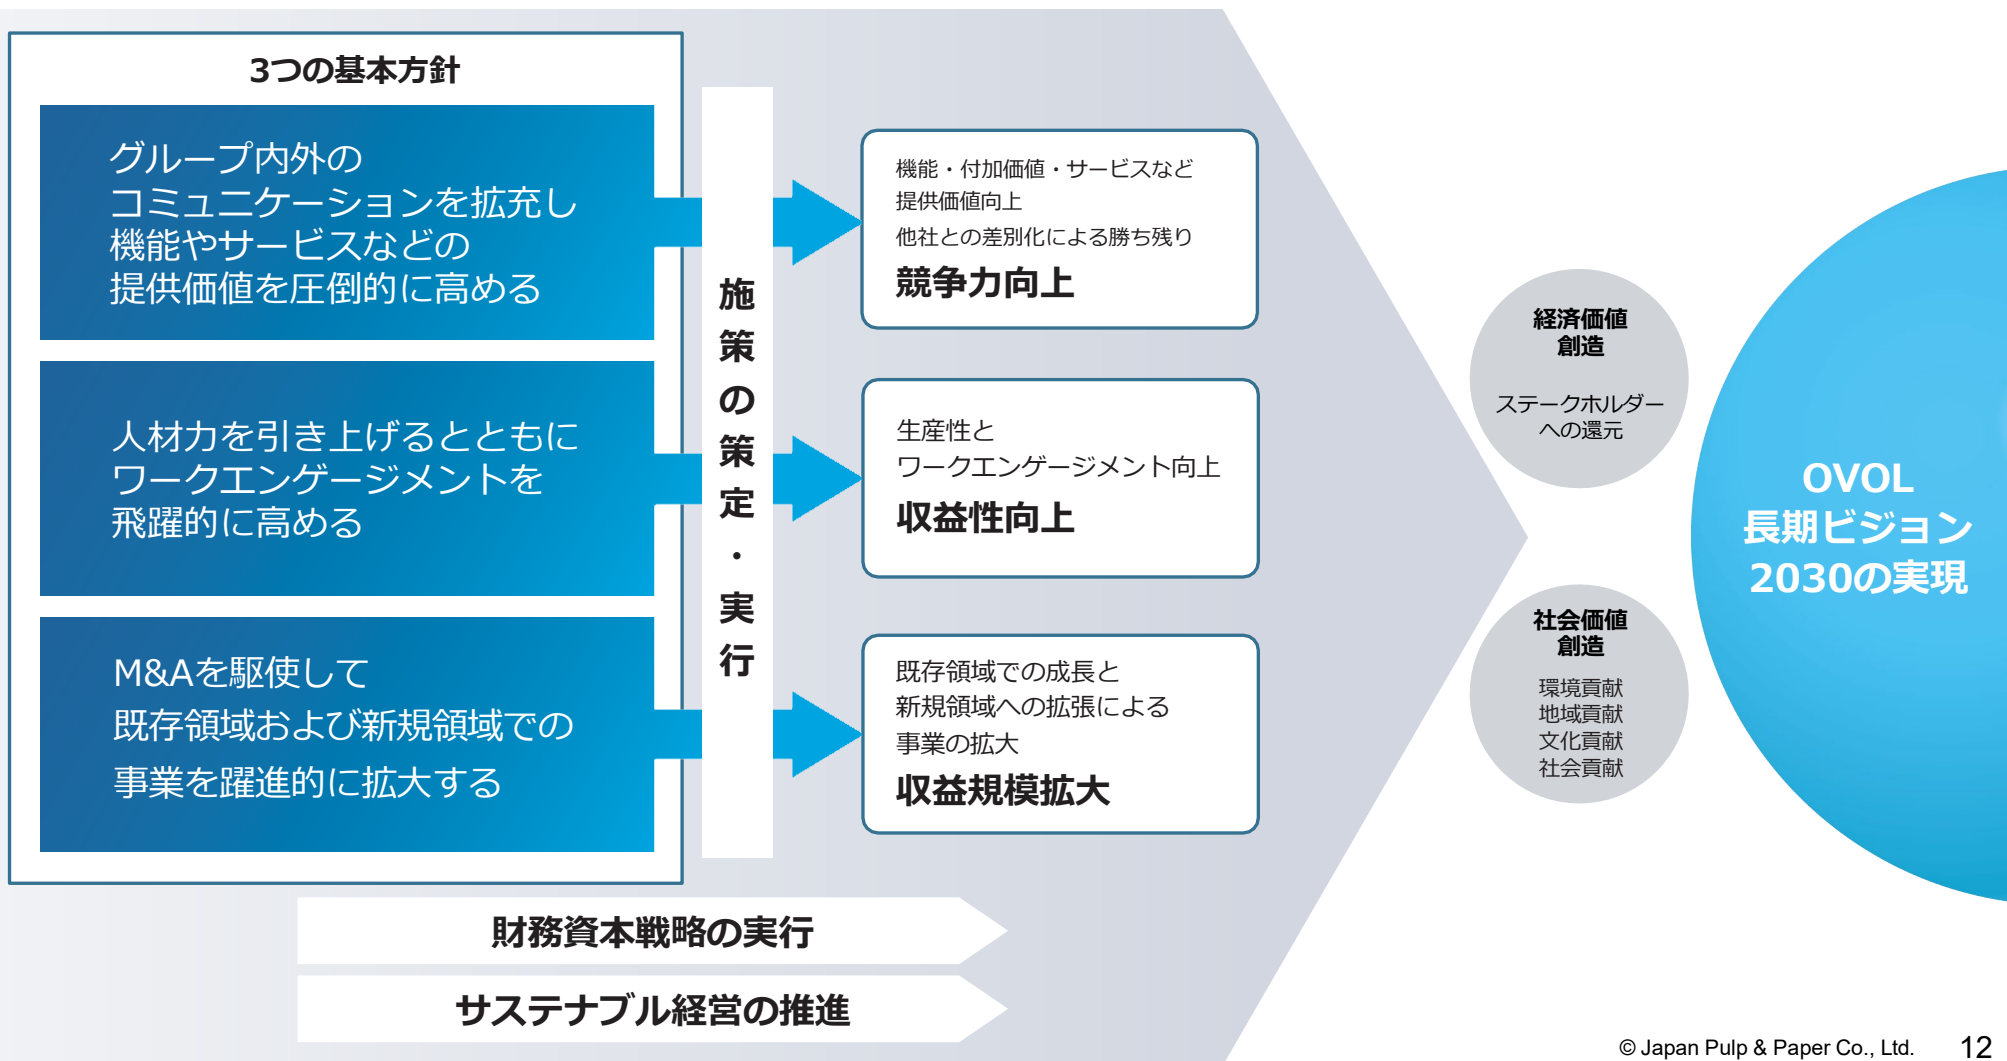 3つの基本方針
グループ内外の
コミュニケーションを拡充し
機能やサービスなどの
提供価値を圧倒的に高める
人材力を引き上げるとともに
ワークエンゲージメントを
飛躍的に高める
M&Aを駆使して
既存領域および新規領域での
事業を躍進的に拡大する
施策の策定・実行
機能・付加価値・サービスなど
提供価値向上
他社との差別化による勝ち残り
競争力向上
生産性と
ワークエンゲージメント向上
収益性向上
既存領域での成長と
新規領域への拡張による
事業の拡大
収益規模拡大
財務資本戦略の実行
サステナブル経営の推進
経済価値
創造
ステークホルダー
への還元
社会価値
創造
環境貢献
地域貢献
文化貢献
社会貢献
OVOL
長期ビジョン
2030の実現
© Japan Pulp & Paper Co., Ltd.
12